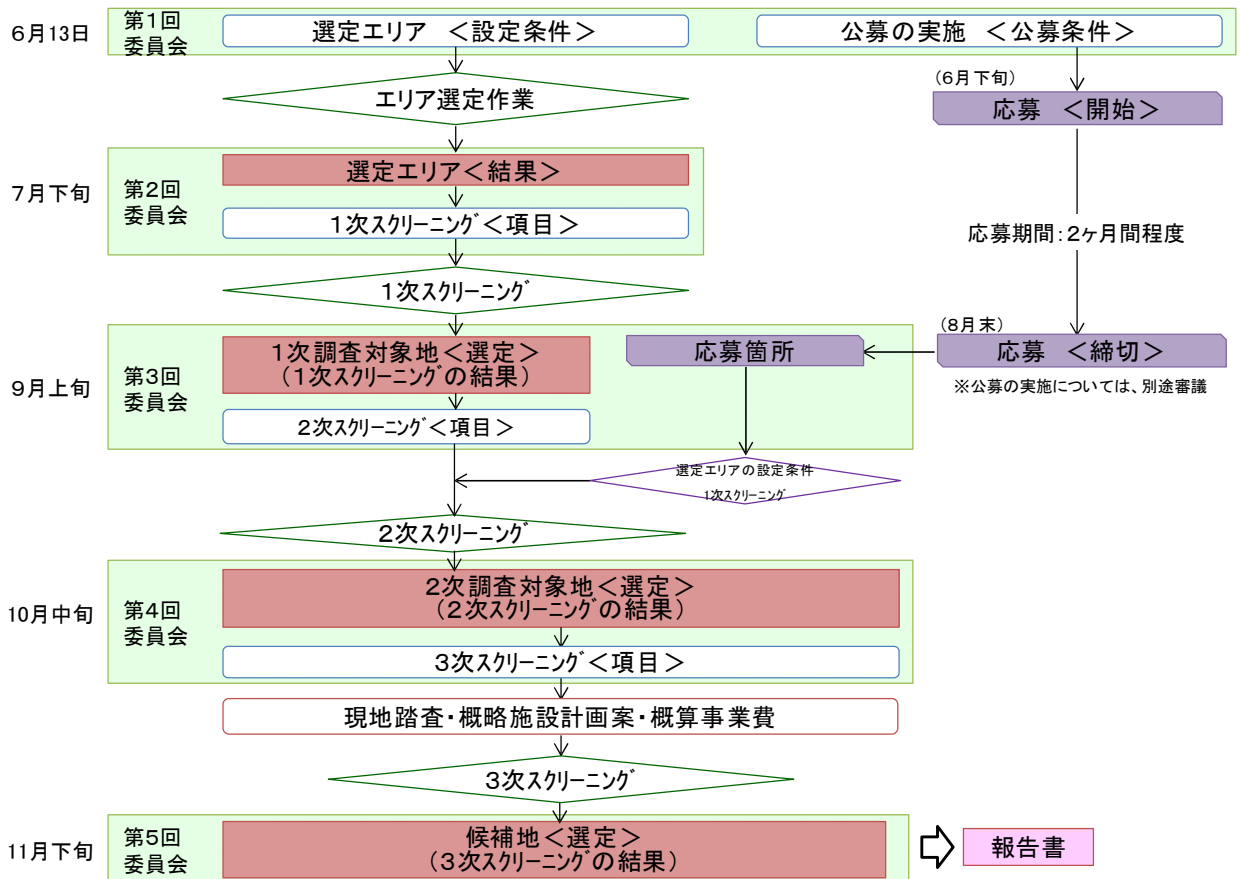 6月13日
第1回
委員会
選定エリア ＜設定条件＞
公募の実施 ＜公募条件＞
エリア選定作業
(6月下旬)
応募 ＜開始＞
7月下旬
第2回
委員会
選定エリア＜結果＞
1次ｽｸﾘｰﾆﾝｸﾞ＜項目＞
応募期間：2ヶ月間程度
1次ｽｸﾘｰﾆﾝｸﾞ
9月上旬
第3回
委員会
1次調査対象地＜選定＞
(1次ｽｸﾘｰﾆﾝｸﾞの結果)
2次ｽｸﾘｰﾆﾝｸﾞ＜項目＞
応募箇所
(8月末)
応募 ＜締切＞
※公募の実施については、別途審議
選定エリアの設定条件
1次ｽｸﾘｰﾆﾝｸﾞ
2次ｽｸﾘｰﾆﾝｸﾞ
10月中旬
第4回
委員会
2次調査対象地＜選定＞
(2次ｽｸﾘｰﾆﾝｸﾞの結果)
3次ｽｸﾘｰﾆﾝｸﾞ＜項目＞
現地踏査・概略施設計画案・概算事業費
3次ｽｸﾘｰﾆﾝｸﾞ
11月下旬
第5回
委員会
候補地＜選定＞
(3次ｽｸﾘｰﾆﾝｸﾞの結果)
報告書